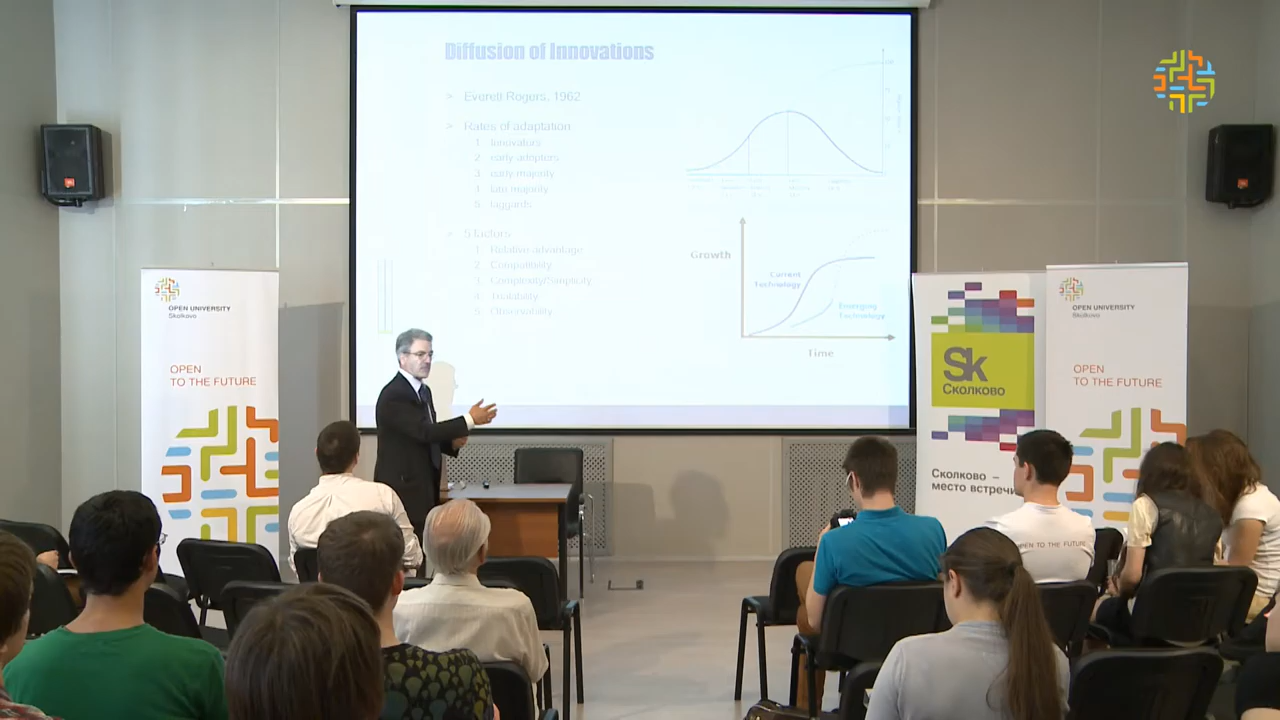 Diffusion of Innovations
> Everett Rogers, 1962
> Rates of adaptation
1. Innovators
2. early adopters
3. early majority
4. late majority
5. laggards
> 5 factors
1. Relative advantage
2. Compatibility
3. Complexity/Simplicity
4. Trialability
5. Observability
Growth
Current
Technology
Emerging
Technology
Time
OPEN UNIVERSITY
Skolkovo
OPEN
TO THE FUTURE
Sk
Сколково
Сколково –
место встречи
OPEN UNIVERSITY
Skolkovo
OPEN
TO THE FUTURE
OPEN TO THE FUTURE
JBL
JBL